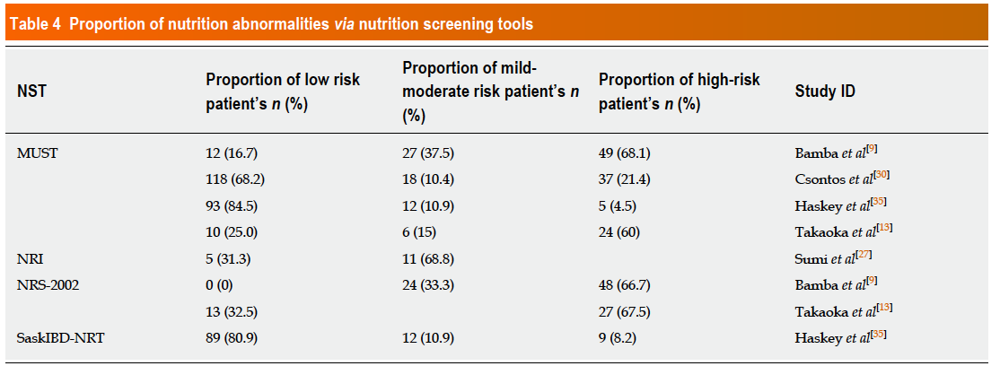 Table 4 Proportion of nutrition abnormalities via nutrition screening tools
NST Proportion of low risk patient's n (%) Proportion of mild-moderate risk patient's n (%) Proportion of high-risk patient's n (%) Study ID
MUST 12 (16.7) 27 (37.5) 49 (68.1) Bamba et al[9]
118 (68.2) 18 (10.4) 37 (21.4) Csontos et al[30]
93 (84.5) 12 (10.9) 5 (4.5) Haskey et al[35]
10 (25.0) 6 (15) 24 (60) Takaoka et al[13]
NRI 5 (31.3) 11 (68.8) Sumi et al[27]
NRS-2002 0 (0) 24 (33.3) 48 (66.7) Bamba et al[9]
13 (32.5) 27 (67.5) Takaoka et al[13]
SaskIBD-NRT 89 (80.9) 12 (10.9) 9 (8.2) Haskey et al[35]